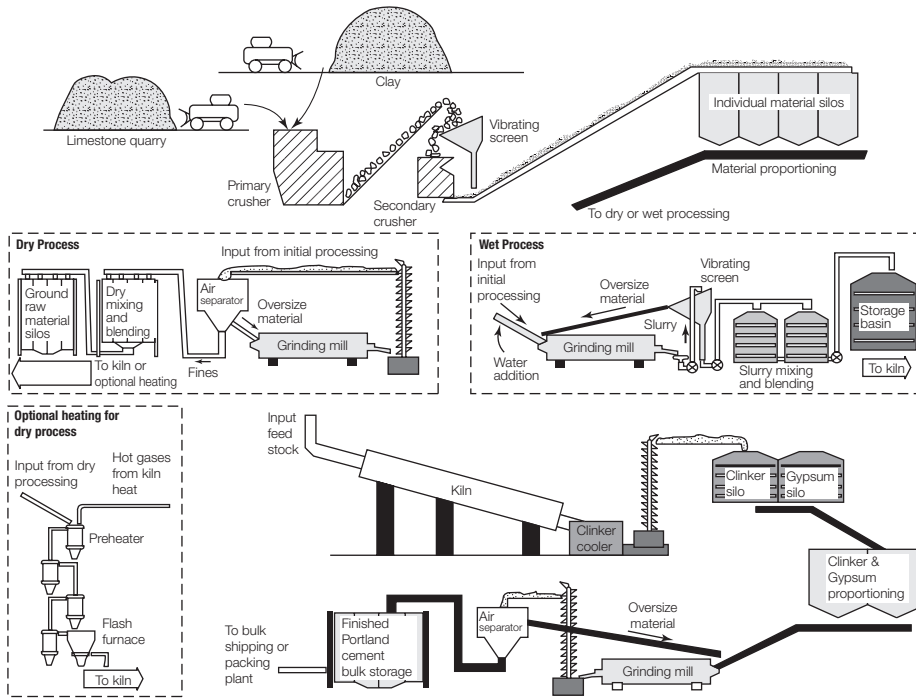 Clay
Limestone quarry
Primary
crusher
Vibrating
screen
Secondary
crusher
Individual material silos
Material proportioning
To dry or wet processing
Dry Process
Input from initial processing
Ground
raw
material
silos
Dry
mixing
and
blending
Air
separator
Oversize
material
Grinding mill
Fines
To kiln or
optional heating
Wet Process
Input from
initial
processing
Oversize
material
Vibrating
screen
Slurry
Grinding mill
Water
addition
Slurry mixing
and blending
Storage
basin
To kiln
Optional heating for
dry process
Input from dry
processing
Hot gases
from kiln
heat
Preheater
Flash
furnace
To kiln
Input
feed
stock
Kiln
Clinker
cooler
Clinker
silo
Gypsum
silo
Clinker &
Gypsum
proportioning
To bulk
shipping or
packing
plant
Finished
Portland
cement
bulk storage
Air
separator
Oversize
material
Grinding mill